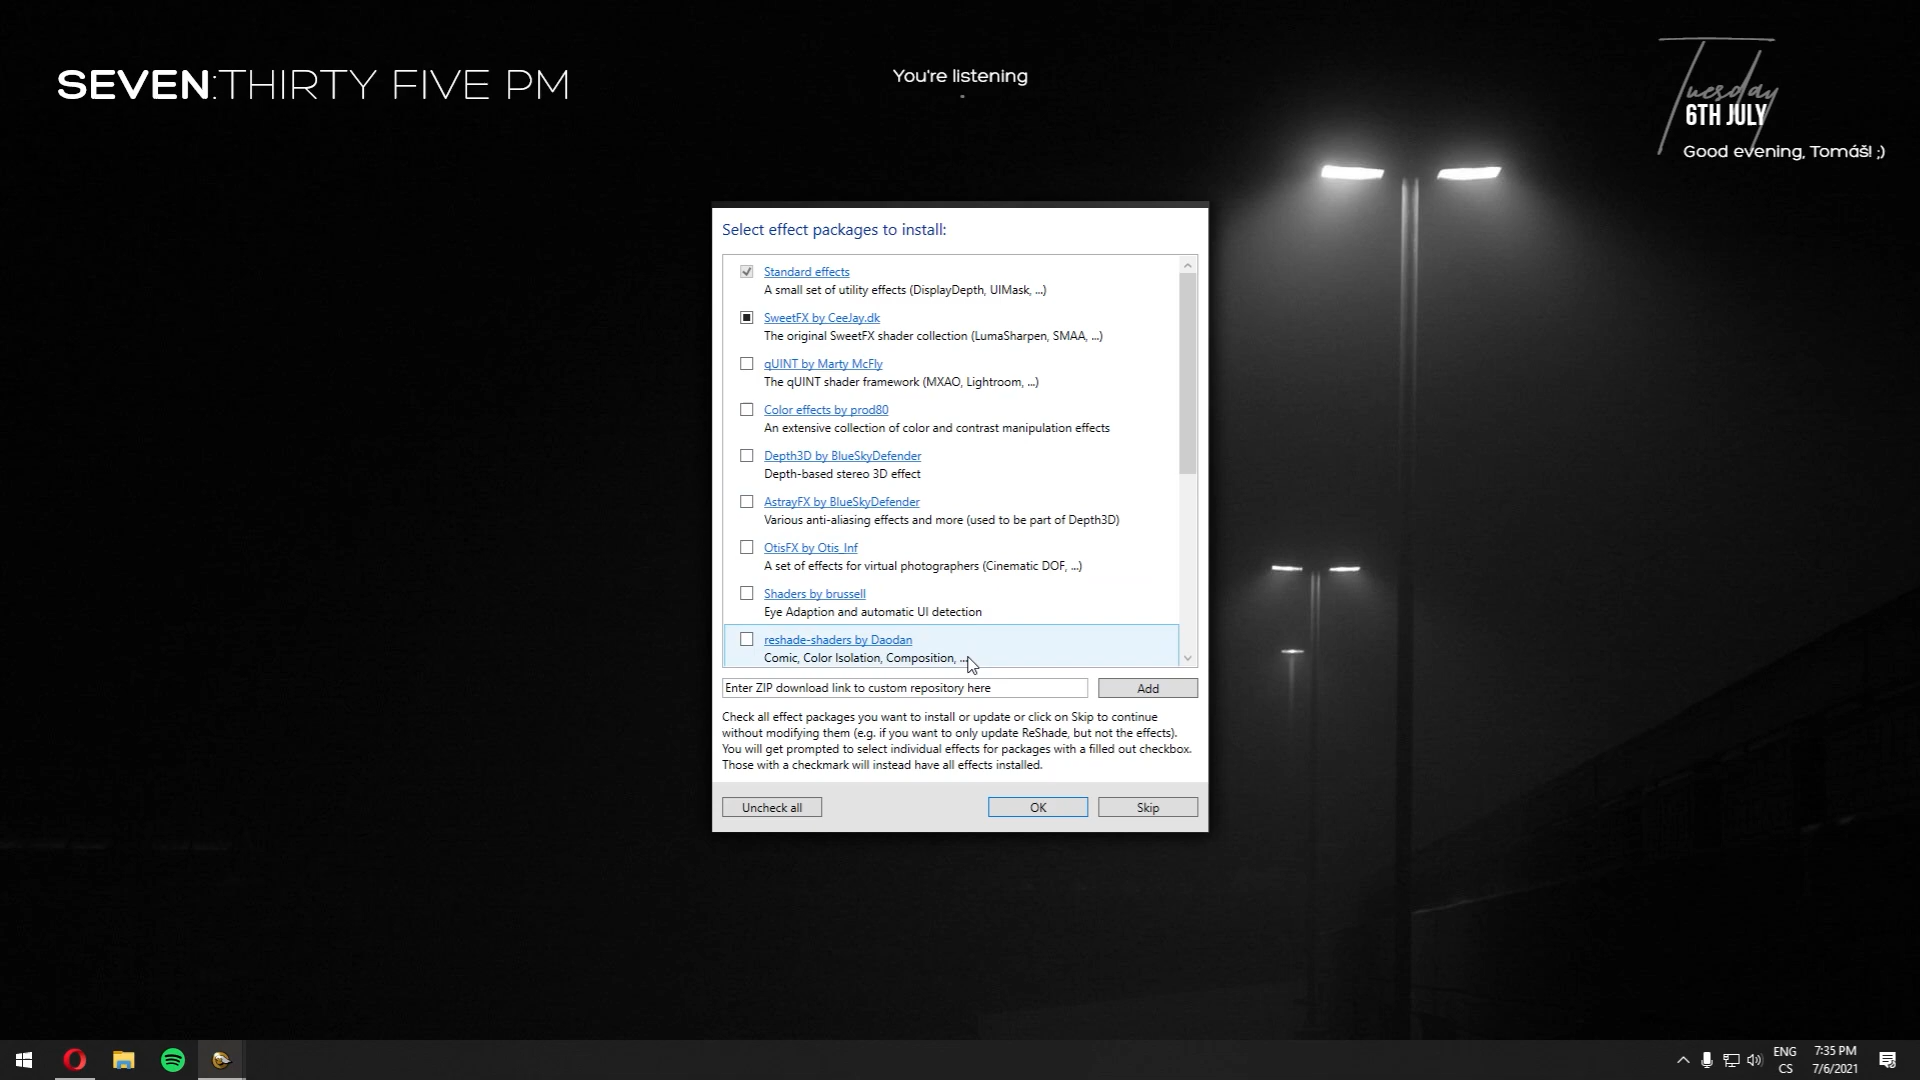 SEVEN:THIRTY FIVE PM
You're listening
Tuesday
6TH JULY
Good evening, Tomáš! ;)
Select effect packages to install:
Standard effects
A small set of utility effects (DisplayDepth, UIMask, ...)
SweetFX by CeeJay.dk
The original SweetFX shader collection (LumaSharpen, SMAA, ...)
qUINT by Marty McFly
The qUINT shader framework (MXAO, Lightroom, ...)
Color effects by prod80
An extensive collection of color and contrast manipulation effects
Depth3D by BlueSkyDefender
Depth-based stereo 3D effect
AstrayFX by BlueSkyDefender
Various anti-aliasing effects and more (used to be part of Depth3D)
OtisFX by Otis_Inf
A set of effects for virtual photographers (Cinematic DOF, ...)
Shaders by brussell
Eye Adaption and automatic UI detection
reshade-shaders by Daodan
Comic, Color Isolation, Composition, ...
Enter ZIP download link to custom repository here
Add
Check all effect packages you want to install or update or click on Skip to continue
without modifying them (e.g. if you want to only update ReShade, but not the effects).
You will get prompted to select individual effects for packages with a filled out checkbox.
Those with a checkmark will instead have all effects installed.
Uncheck all
OK
Skip
ENG
CS
7:35 PM
7/6/2021